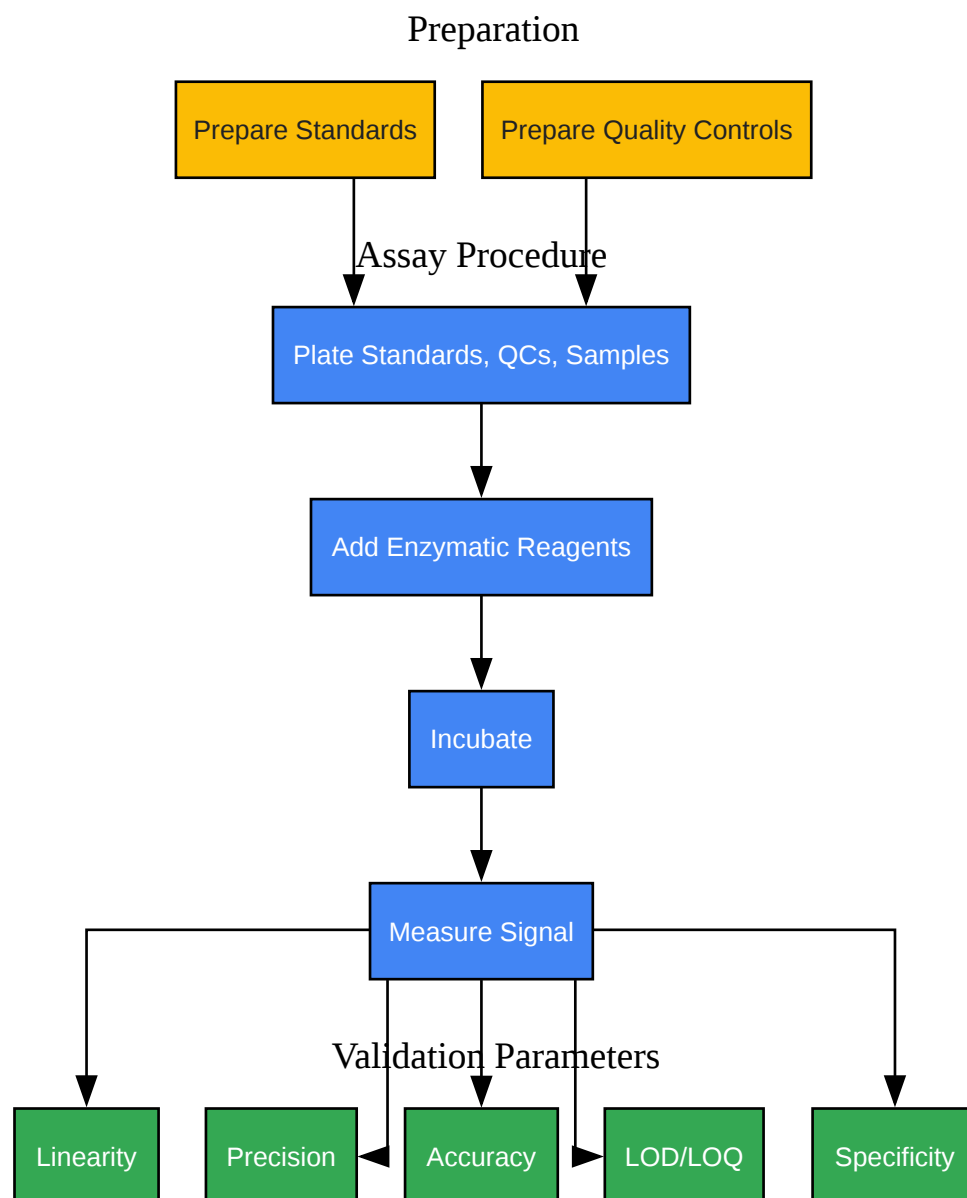 Preparation
Prepare Standards
Prepare Quality Controls
Assay Procedure
Plate Standards, QCs, Samples
Add Enzymatic Reagents
Incubate
Measure Signal
Validation Parameters
Linearity
Precision
Accuracy
LOD/LOQ
Specificity